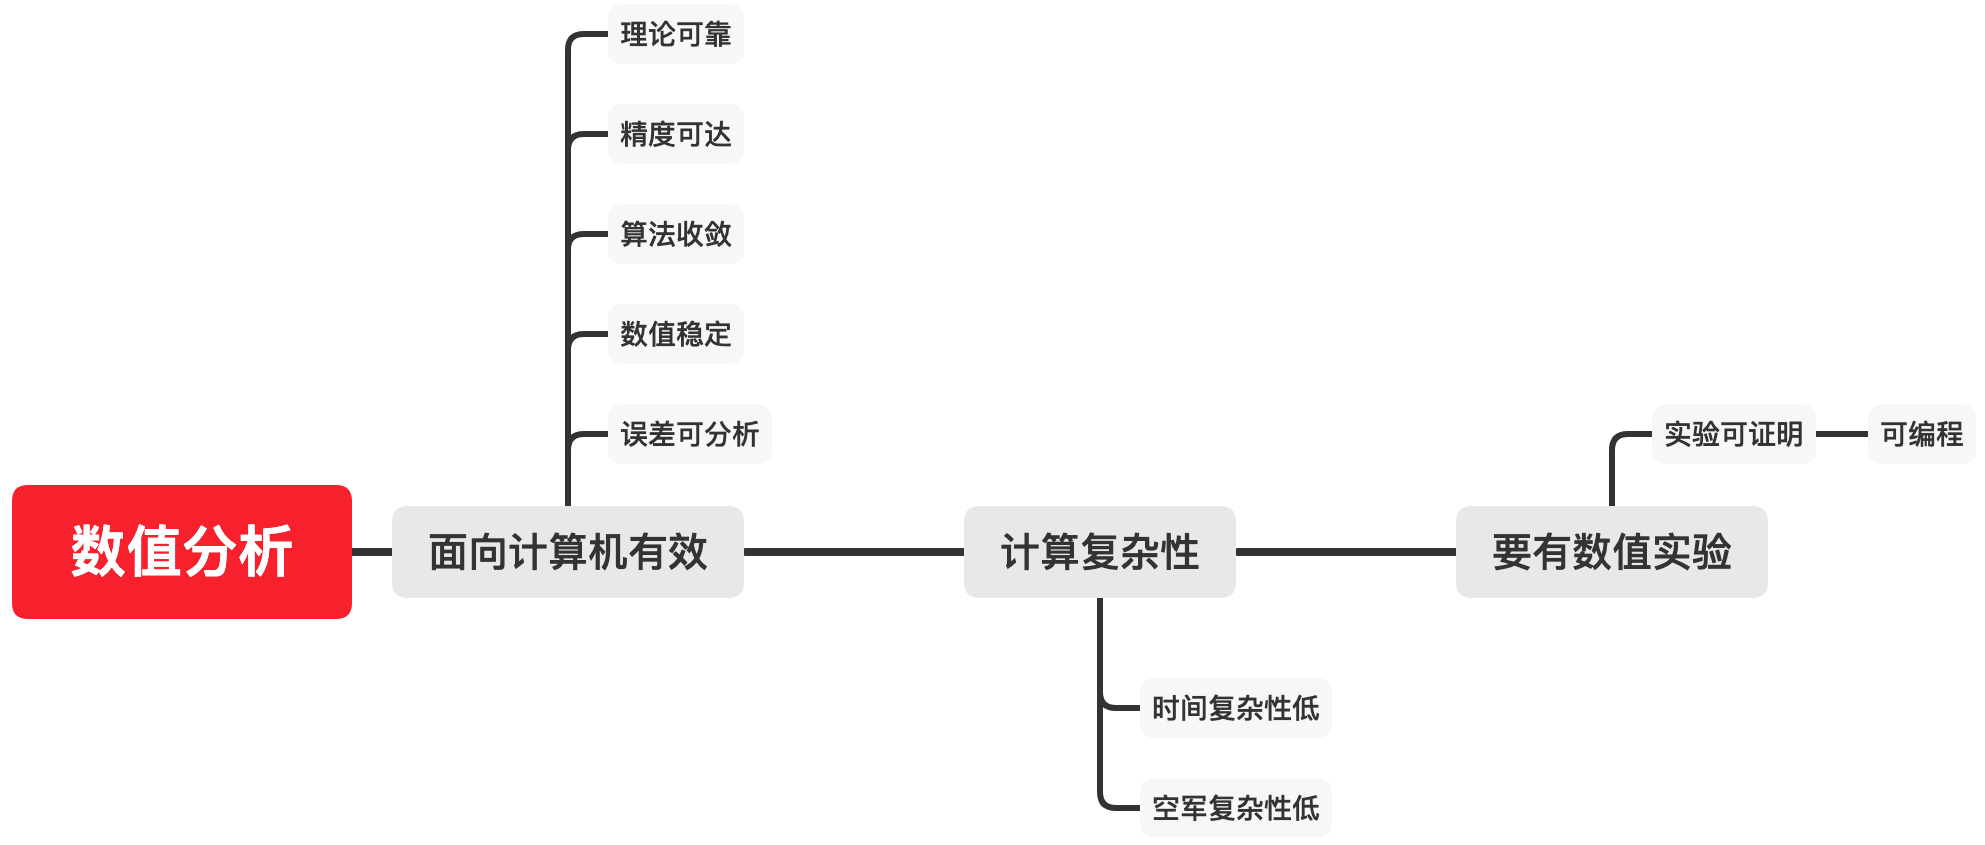 理论可靠
精度可达
算法收敛
数值稳定
误差可分析
实验可证明
可编程
数值分析
面向计算机有效
计算复杂性
要有数值实验
时间复杂性低
空军复杂性低